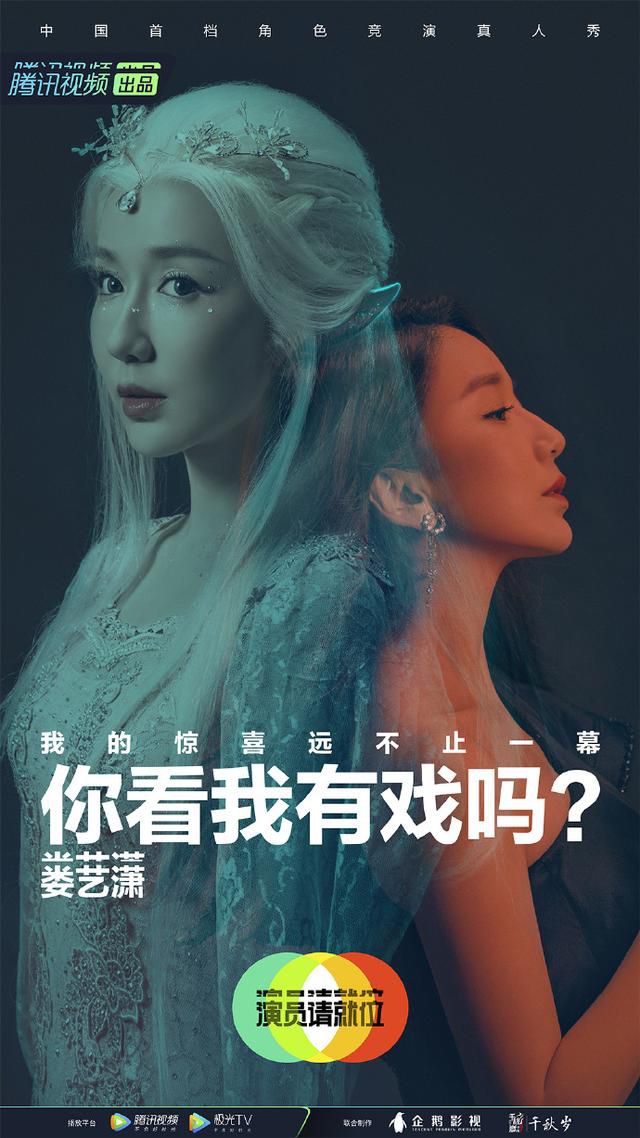 中国首档角色竞演真人秀
腾讯视频 出品
我的惊喜远不止一幕
你看我有戏吗?
娄艺潇
演员请就位
播放平台 腾讯视频 极光TV 联合制作 企鹅影视 千秋岁
TENCENT PENGUIN PICTURES